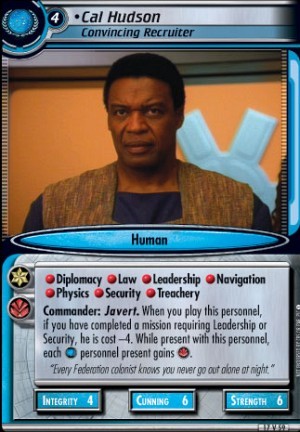 4 •Cal Hudson
Convincing Recruiter
Human
•Diplomacy •Law •Leadership •Navigation
•Physics •Security •Treachery
Commander: Javert. When you play this personnel,
if you have completed a mission requiring Leadership or
Security, he is cost –4. While present with this personnel,
each personnel present gains
"Every Federation colonist knows you never go out alone at night."
INTEGRITY 4 CUNNING 6 STRENGTH 6